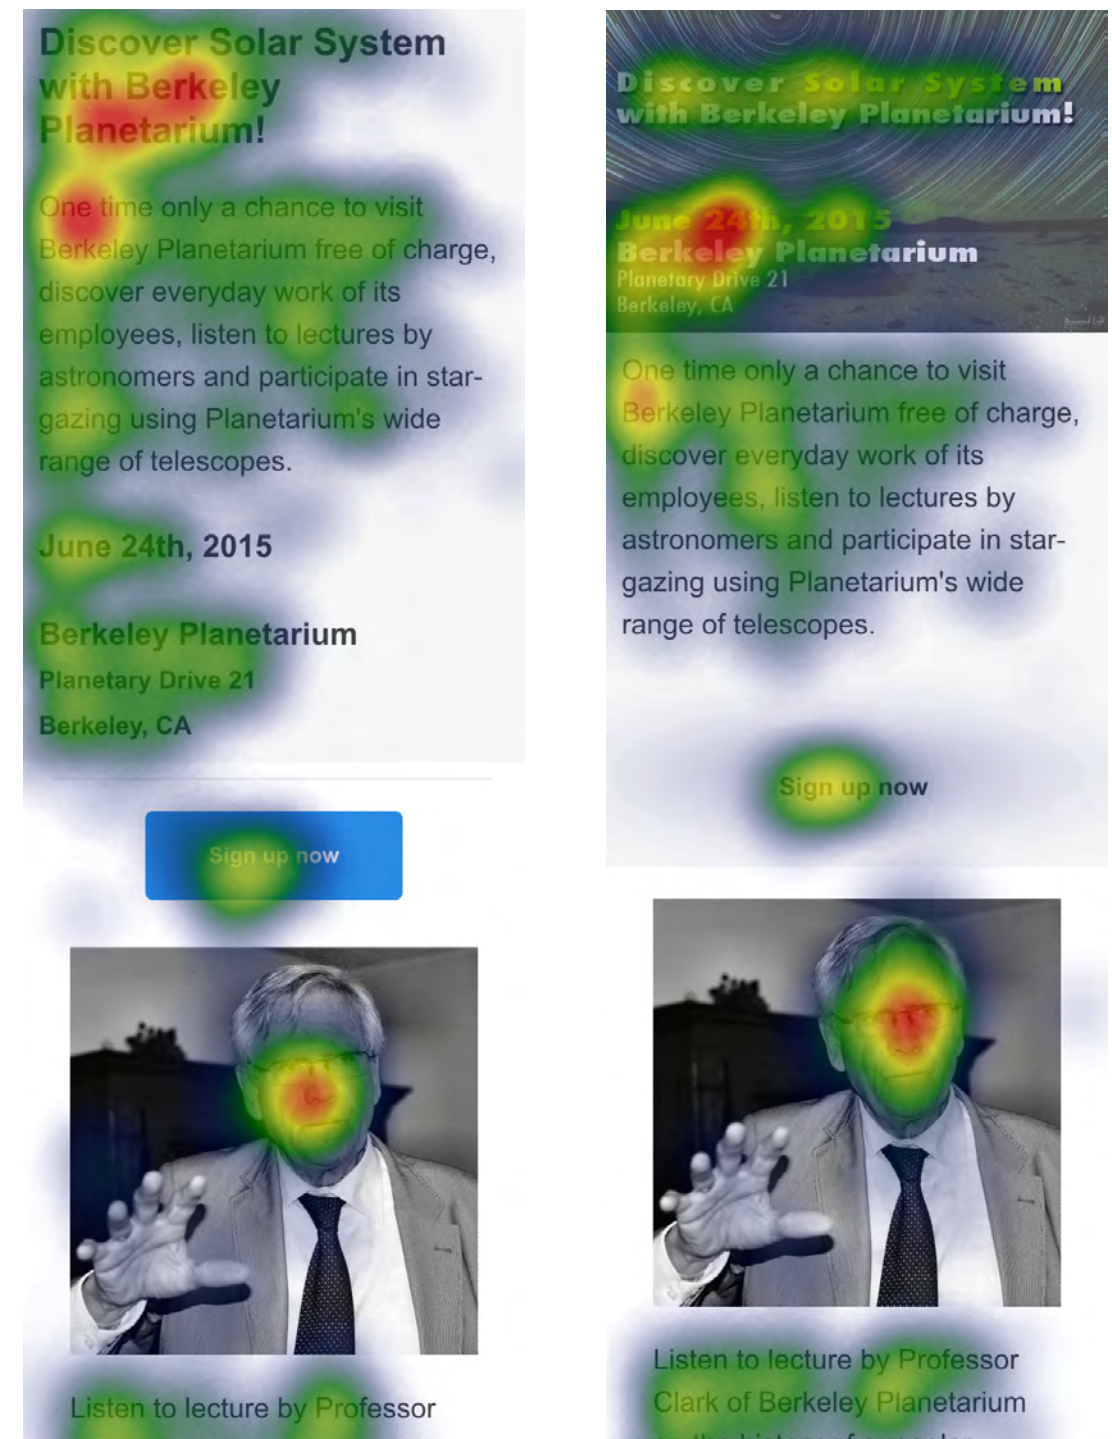 Discover Solar System
with Berkeley
Planetarium!
One time only a chance to visit
Berkeley Planetarium free of charge,
discover everyday work of its
employees, listen to lectures by
astronomers and participate in star-
gazing using Planetarium's wide
range of telescopes.
June 24th, 2015
Berkeley Planetarium
Planetary Drive 21
Berkeley, CA
Sign up now
Listen to lecture by Professor
Discover Solar System
with Berkeley Planetarium!
June 24th, 2015
Berkeley Planetarium
Planetary Drive 21
Berkeley, CA
One time only a chance to visit
Berkeley Planetarium free of charge,
discover everyday work of its
employees, listen to lectures by
astronomers and participate in star-
gazing using Planetarium's wide
range of telescopes.
Sign up now
Listen to lecture by Professor
Clark of Berkeley Planetarium